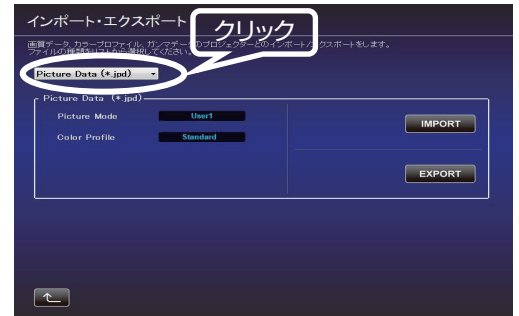 インポート・エクスポート
クリック
画質データ、カラープロファイル、ガンマデータのプロジェクターとのインポート/エクスポートをします。
ファイルの種類をリストから選択してください。
Picture Data (*.jpd)
Picture Data (*.jpd)
Picture Mode User1
IMPORT
Color Profile Standard
EXPORT